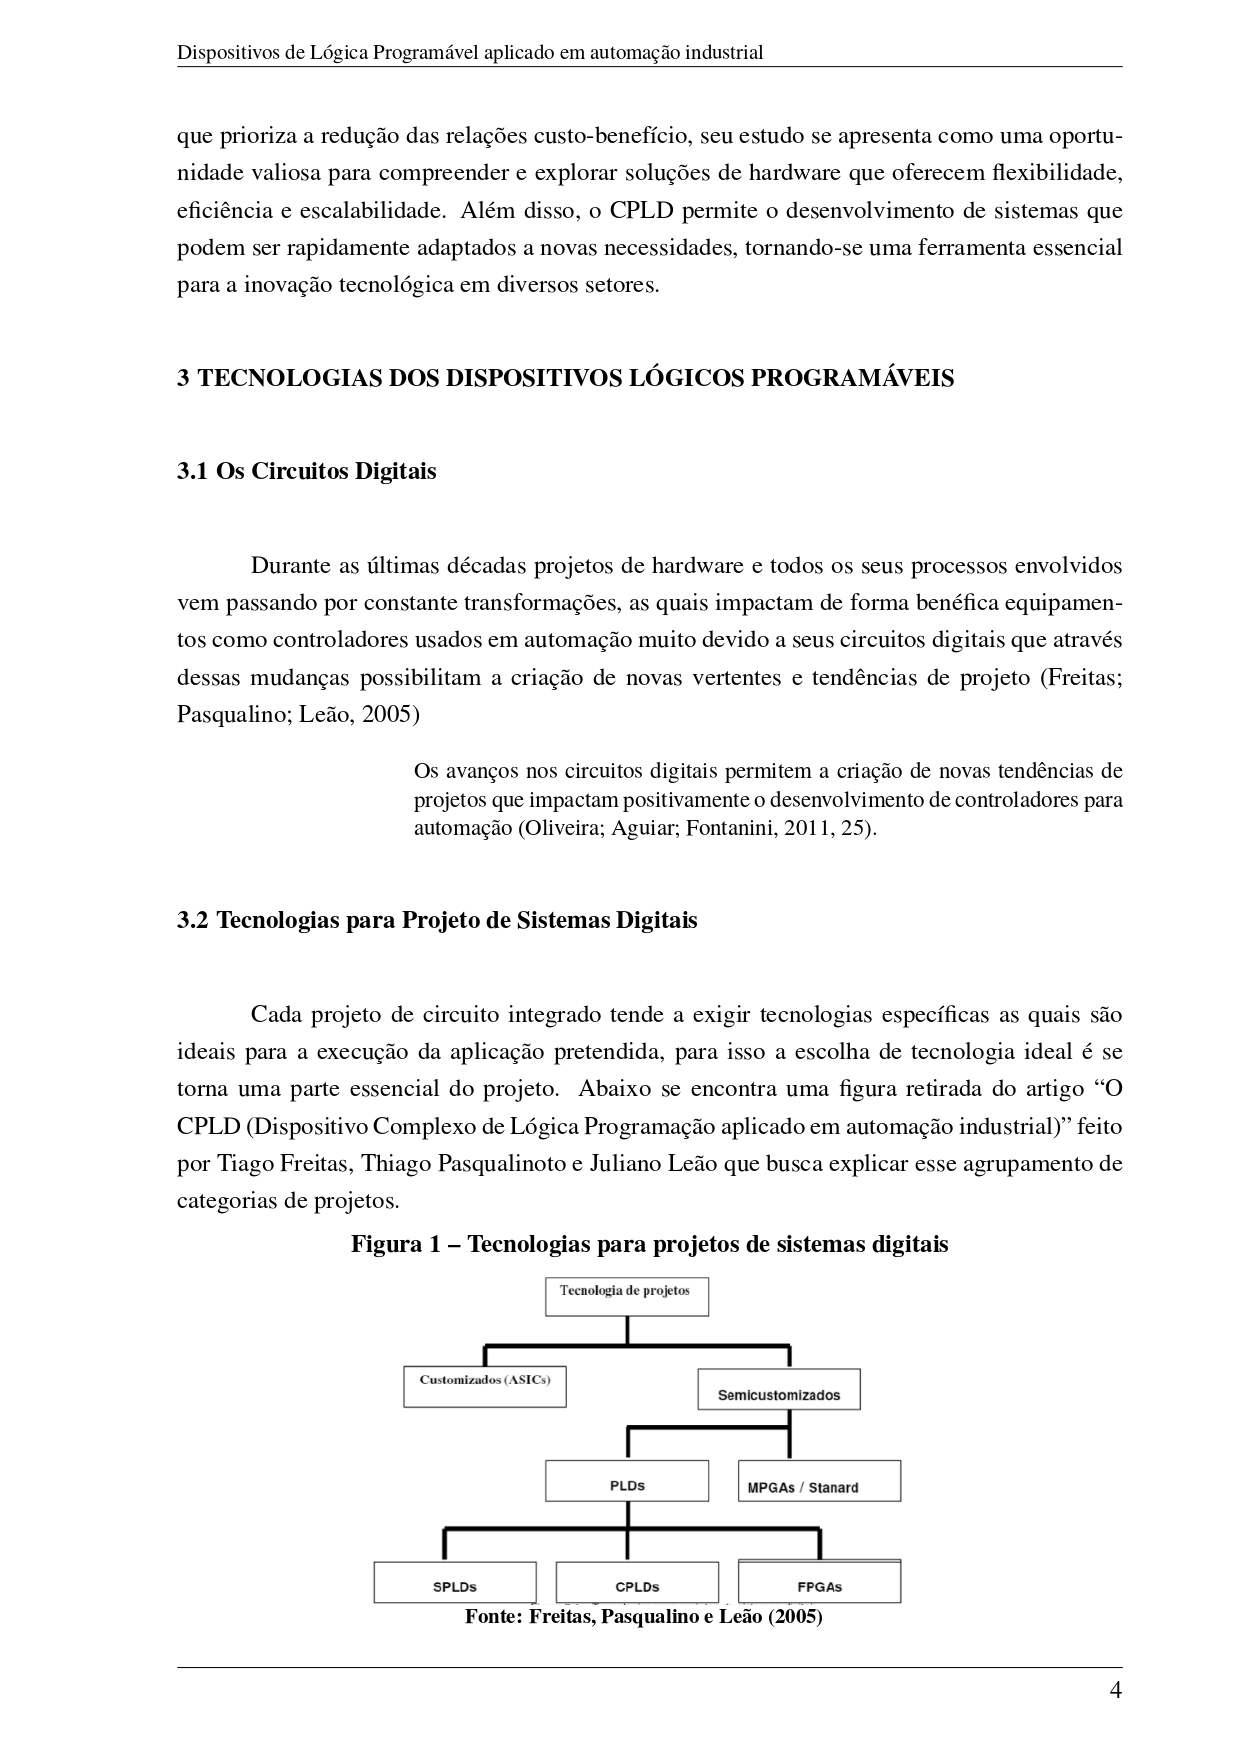 Dispositivos de Lógica Programável aplicado em automação industrial
que prioriza a redução das relações custo-benefício, seu estudo se apresenta como uma oportu-
nidade valiosa para compreender e explorar soluções de hardware que oferecem flexibilidade,
eficiência e escalabilidade. Além disso, o CPLD permite o desenvolvimento de sistemas que
podem ser rapidamente adaptados a novas necessidades, tornando-se uma ferramenta essencial
para a inovação tecnológica em diversos setores.
3 TECNOLOGIAS DOS DISPOSITIVOS LÓGICOS PROGRAMÁVEIS
3.1 Os Circuitos Digitais
Durante as últimas décadas projetos de hardware e todos os seus processos envolvidos
vem passando por constante transformações, as quais impactam de forma benéfica equipamen-
tos como controladores usados em automação muito devido a seus circuitos digitais que através
dessas mudanças possibilitam a criação de novas vertentes e tendências de projeto (Freitas;
Pasqualino; Leão, 2005)
Os avanços nos circuitos digitais permitem a criação de novas tendências de
projetos que impactam positivamente o desenvolvimento de controladores para
automação (Oliveira; Aguiar; Fontanini, 2011, 25).
3.2 Tecnologias para Projeto de Sistemas Digitais
Cada projeto de circuito integrado tende a exigir tecnologias específicas as quais são
ideais para a execução da aplicação pretendida, para isso a escolha de tecnologia ideal é se
torna uma parte essencial do projeto. Abaixo se encontra uma figura retirada do artigo “O
CPLD (Dispositivo Complexo de Lógica Programação aplicado em automação industrial)” feito
por Tiago Freitas, Thiago Pasqualinoto e Juliano Leão que busca explicar esse agrupamento de
categorias de projetos.
Figura 1 – Tecnologias para projetos de sistemas digitais
Tecnologia de projetos
Customizados (ASICs)
Semicustomizados
PLDs
MPGAs / Stanard
SPLDs
CPLDs
FPGAs
Fonte: Freitas, Pasqualino e Leão (2005)
4